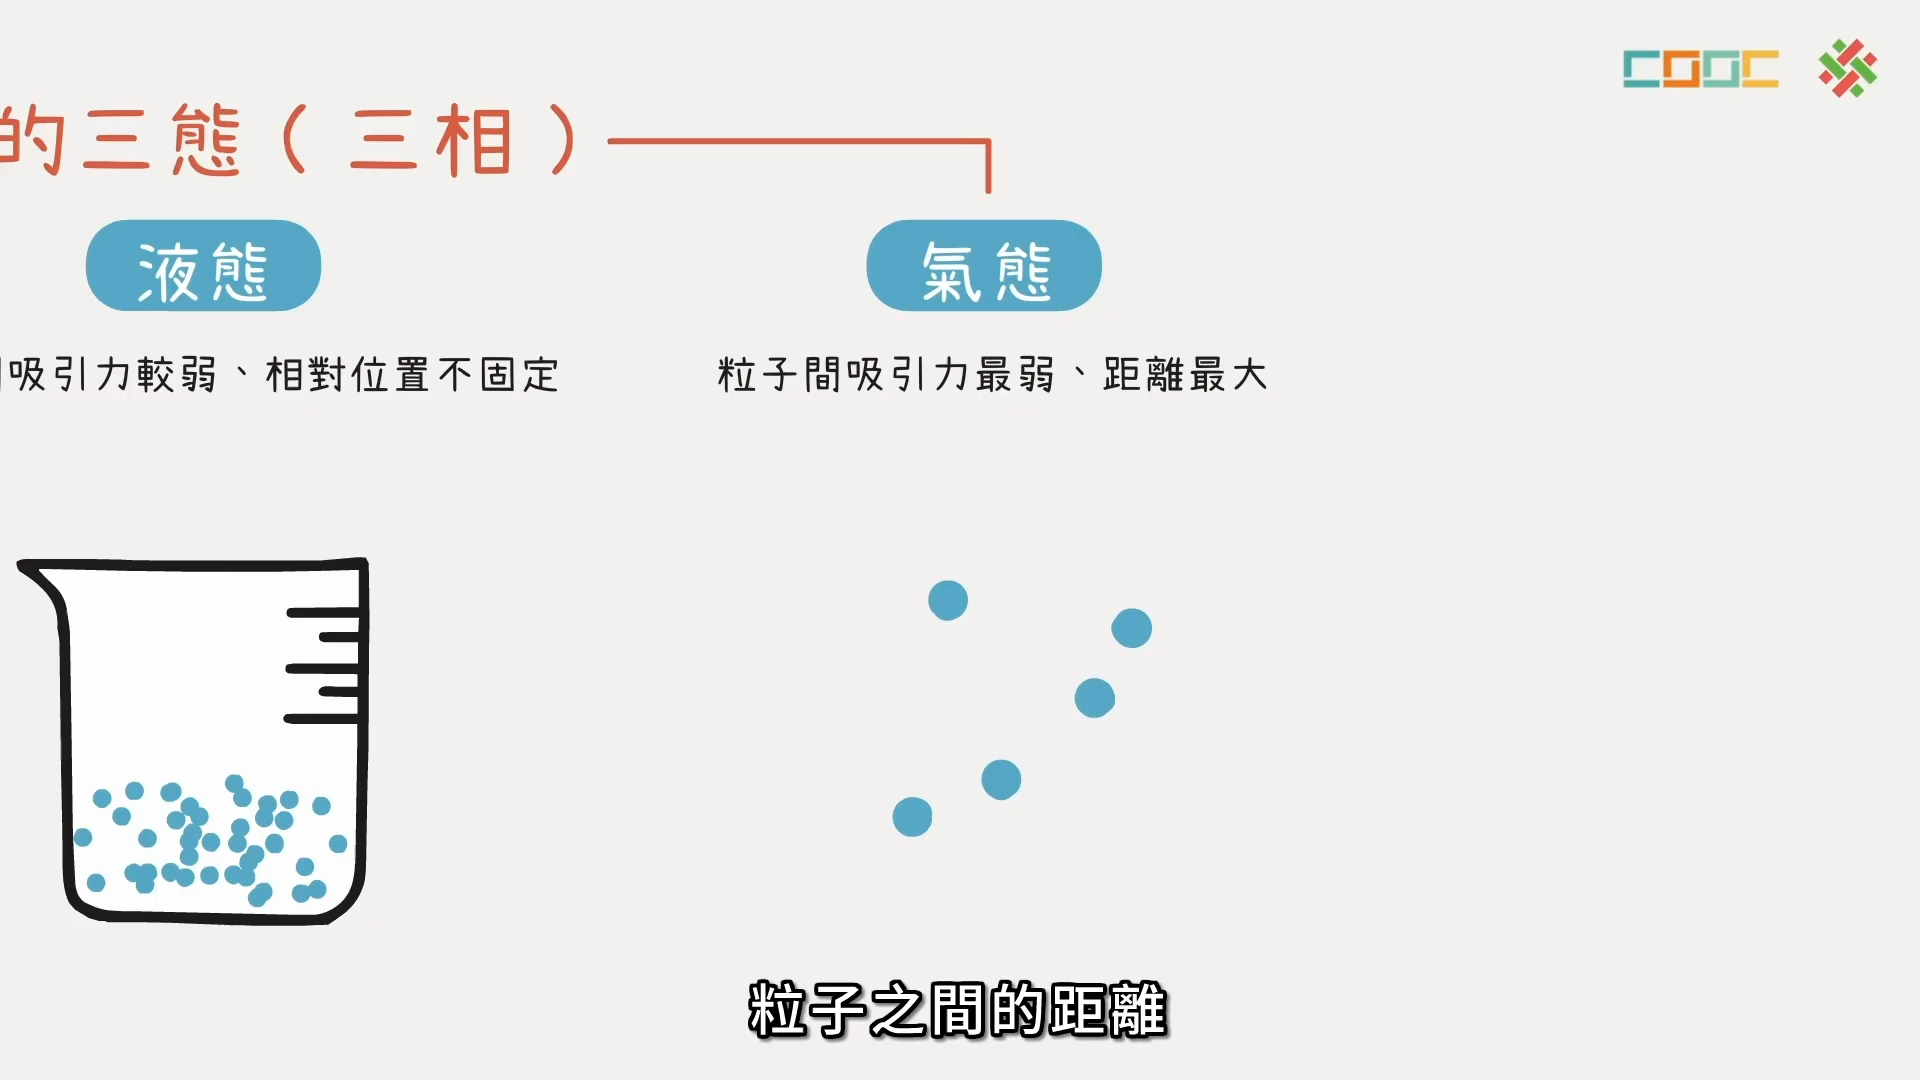 的三態（三相）
液態
氣態
吸引力較弱、相對位置不固定
粒子間吸引力最弱、距離最大
粒子之間的距離
COOC